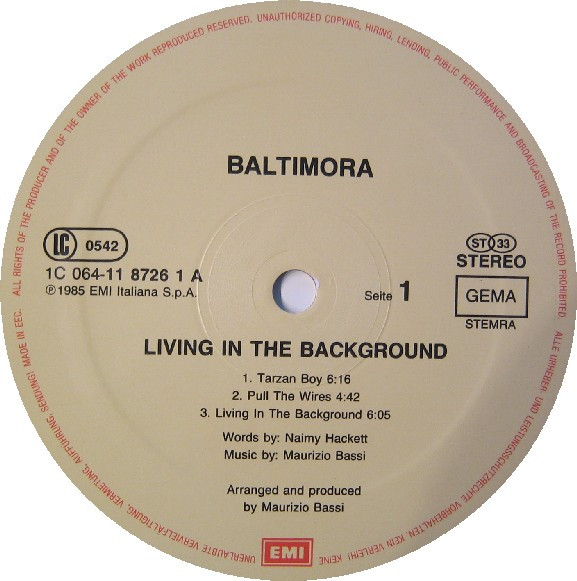 ALL RIGHTS OF THE PRODUCER AND OF THE OWNER OF THE WORK REPRODUCED RESERVED. UNAUTHORIZED COPYING, HIRING, LENDING, PUBLIC PERFORMANCE AND BROADCASTING OF THE RECORD PROHIBITED. ALLE URHEBER- UND LEISTUNGSSCHUTZRECHTE VORBEHALTEN. KEIN VERLEIH! KEINE UNERLAUBTE VERVIELFÄLTIGUNG, VERMIETUNG, AUFFÜHRUNG, SENDUNG! MADE IN EEC.
BALTIMORA
LC 0542
1C 064-11 8726 1 A
℗ 1985 EMI Italiana S.p.A.
ST 33
STEREO
Seite 1
GEMA
STEMRA
LIVING IN THE BACKGROUND
1. Tarzan Boy 6:16
2. Pull The Wires 4:42
3. Living In The Background 6:05
Words by: Naimy Hackett
Music by: Maurizio Bassi
Arranged and produced
by Maurizio Bassi
EMI